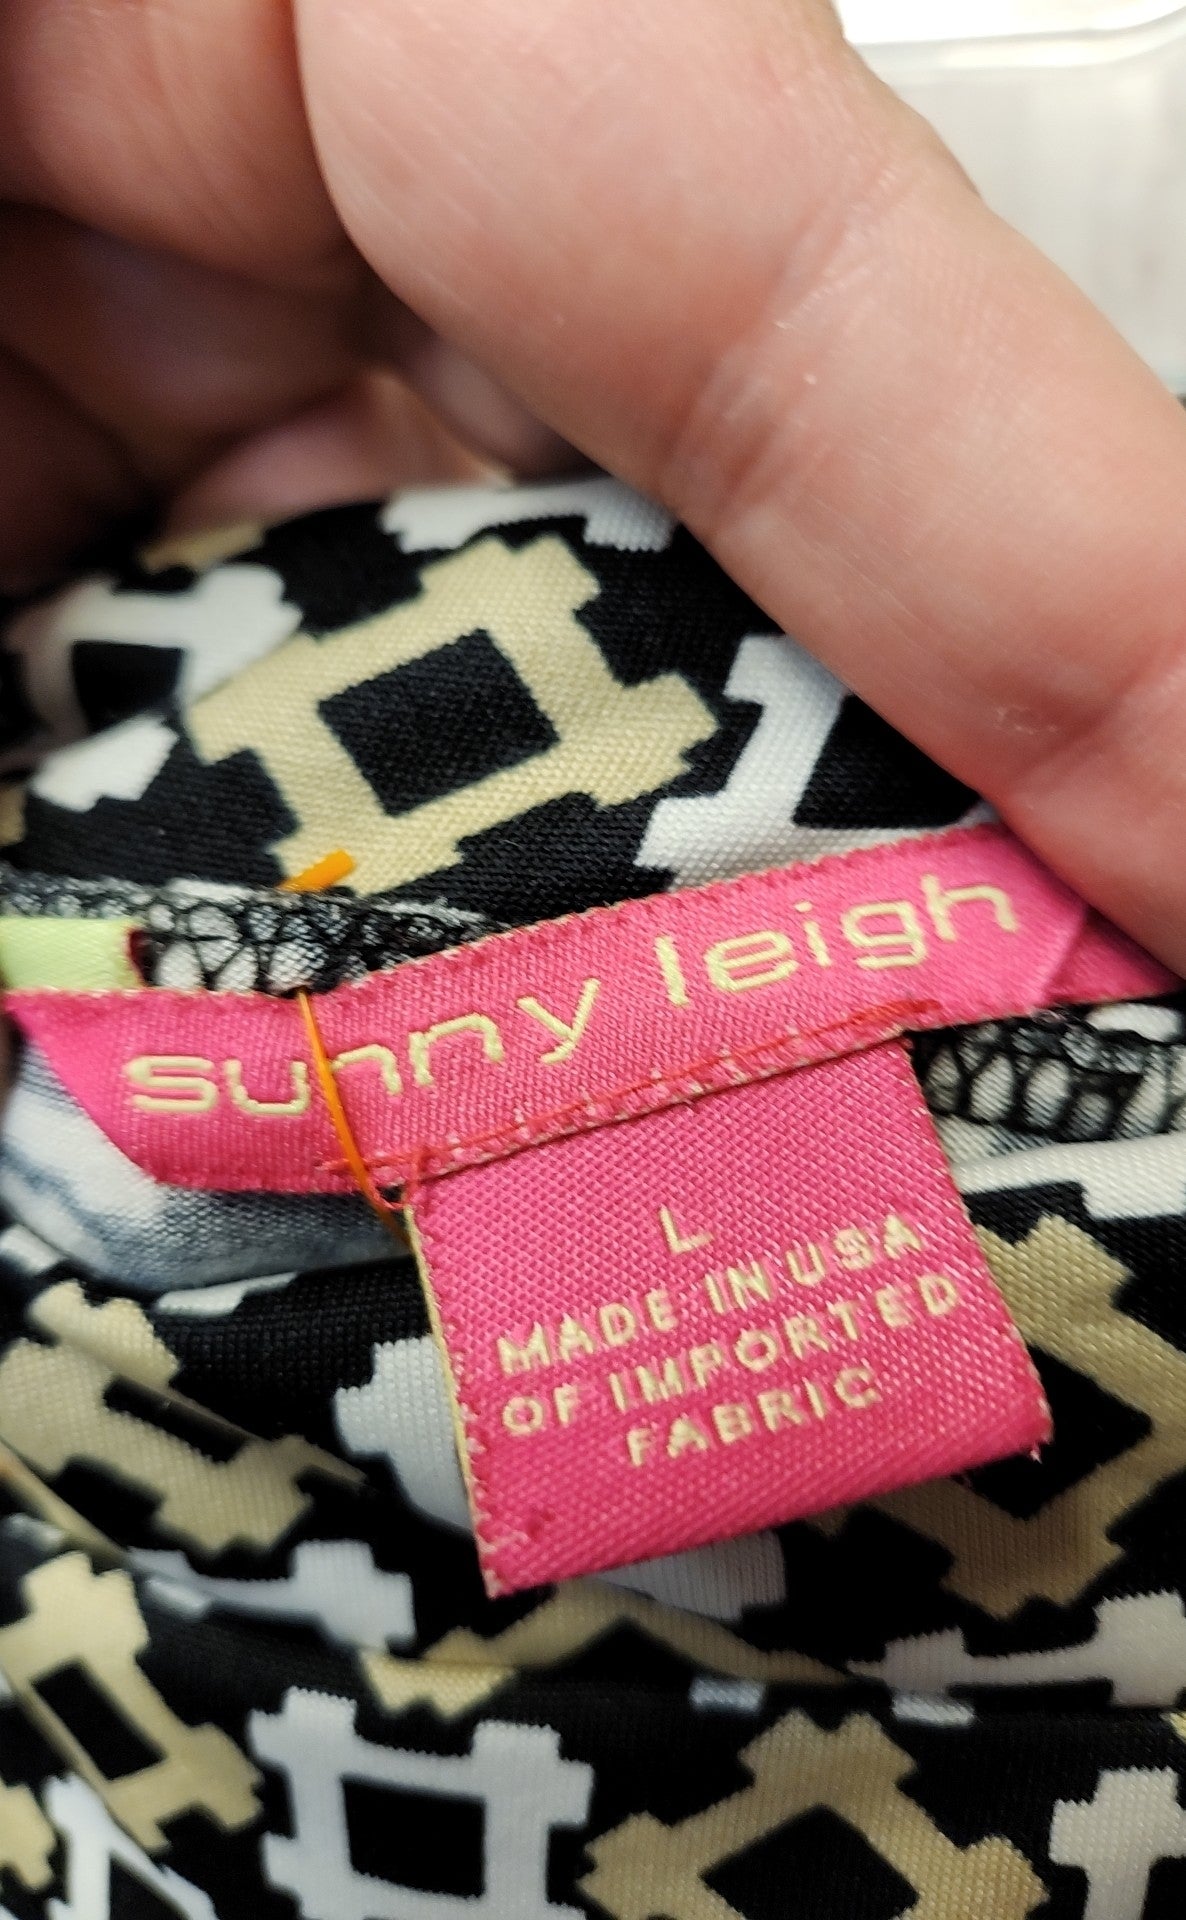 sunny leigh
L
MADE IN USA
OF IMPORTED
FABRIC